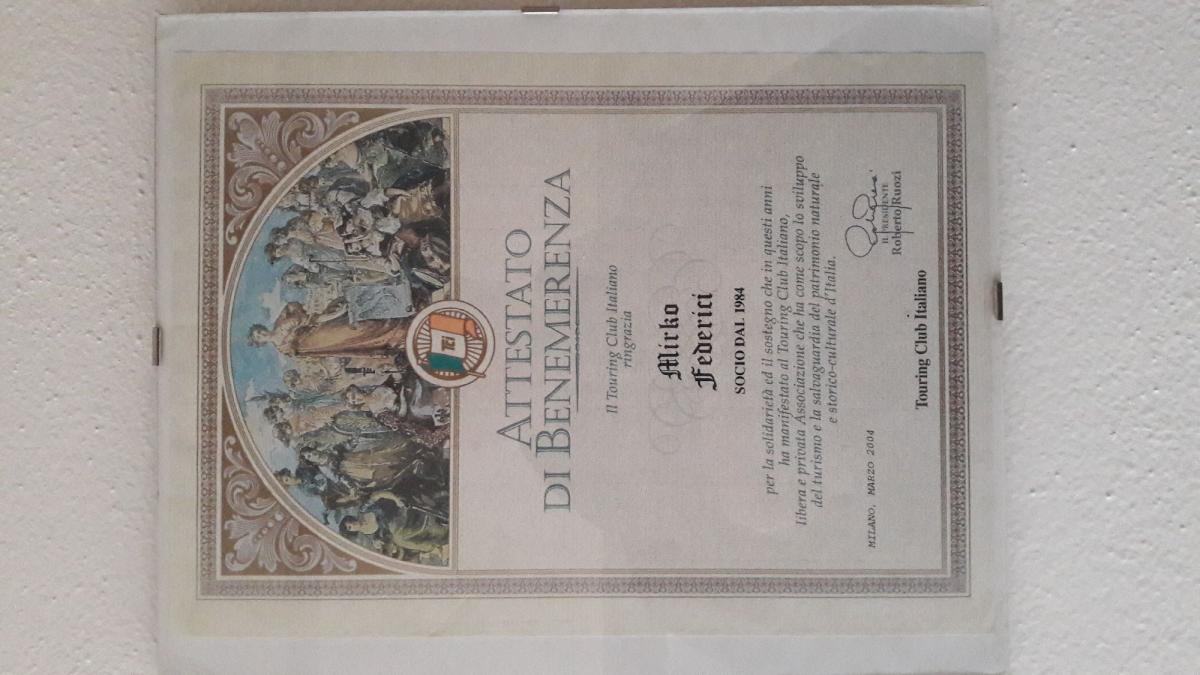 TCI
ATTESTATO
DI BENEMERENZA
Il Touring Club Italiano
ringrazia
Mirko
Federici
SOCIO DAL 1984
per la solidarietà ed il sostegno che in questi anni
ha manifestato al Touring Club Italiano,
libera e privata Associazione che ha come scopo lo sviluppo
del turismo e la salvaguardia del patrimonio naturale
e storico-culturale d'Italia.
MILANO, MARZO 2004
IL PRESIDENTE
Roberto Ruozi
Touring Club Italiano